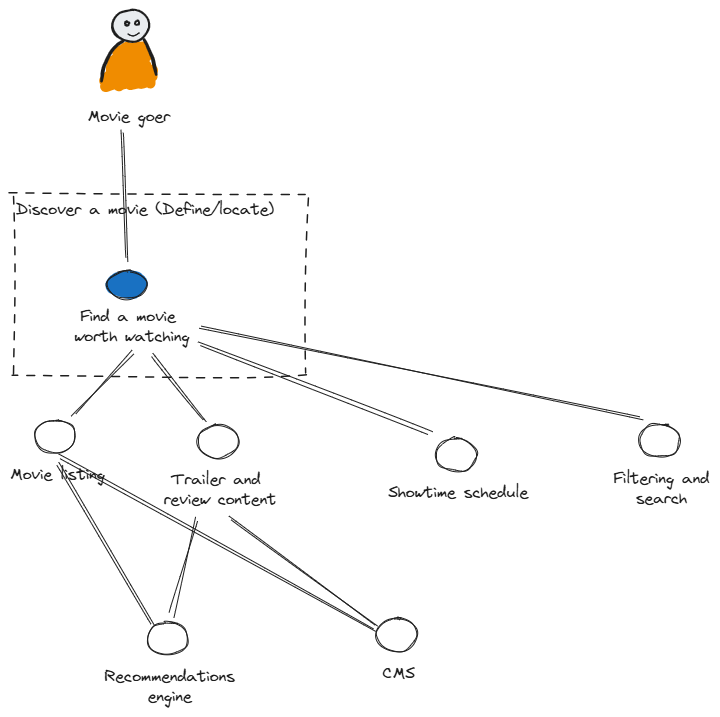 Movie goer
Discover a movie (Define/locate)
Find a movie
worth watching
Movie listing
Trailer and
review content
Showtime schedule
Filtering and
search
Recommendations
engine
CMS